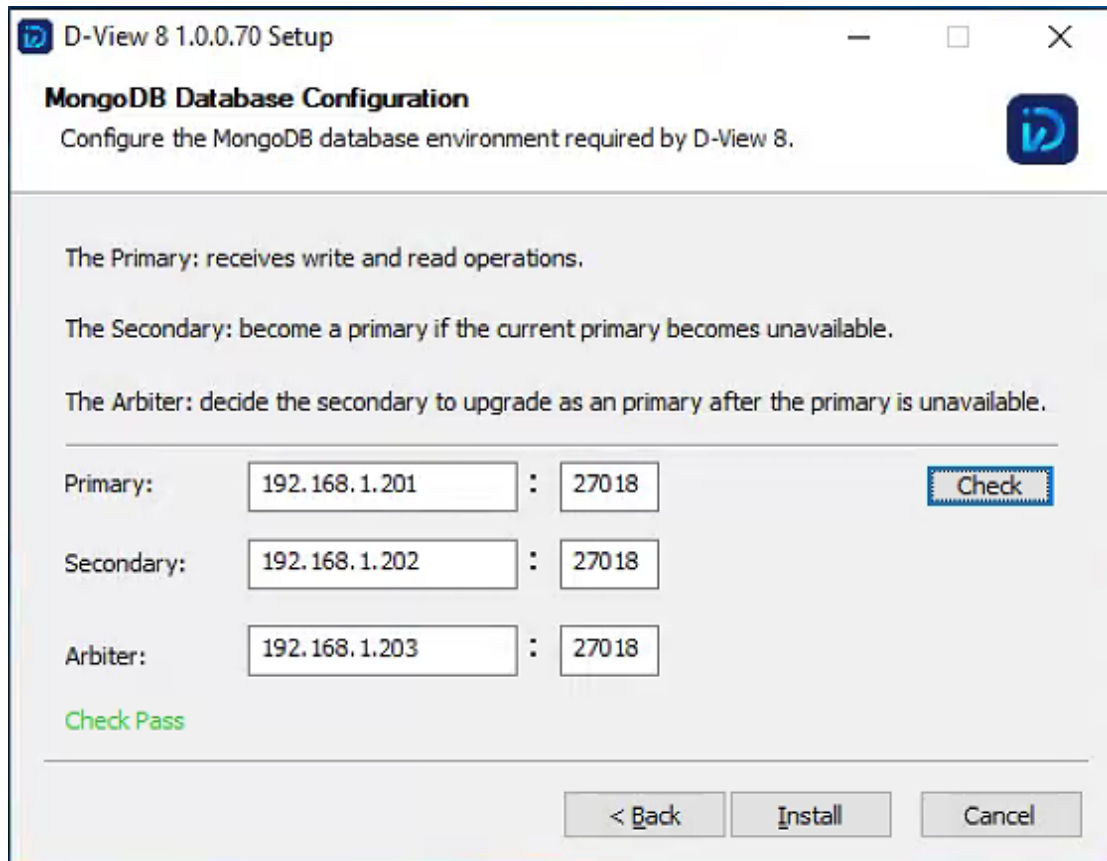 D-View 8 1.0.0.70 Setup
MongoDB Database Configuration
Configure the MongoDB database environment required by D-View 8.
The Primary: receives write and read operations.
The Secondary: become a primary if the current primary becomes unavailable.
The Arbiter: decide the secondary to upgrade as an primary after the primary is unavailable.
Primary: 192.168.1.201 : 27018 Check
Secondary: 192.168.1.202 : 27018
Arbiter: 192.168.1.203 : 27018
Check Pass
< Back Install Cancel